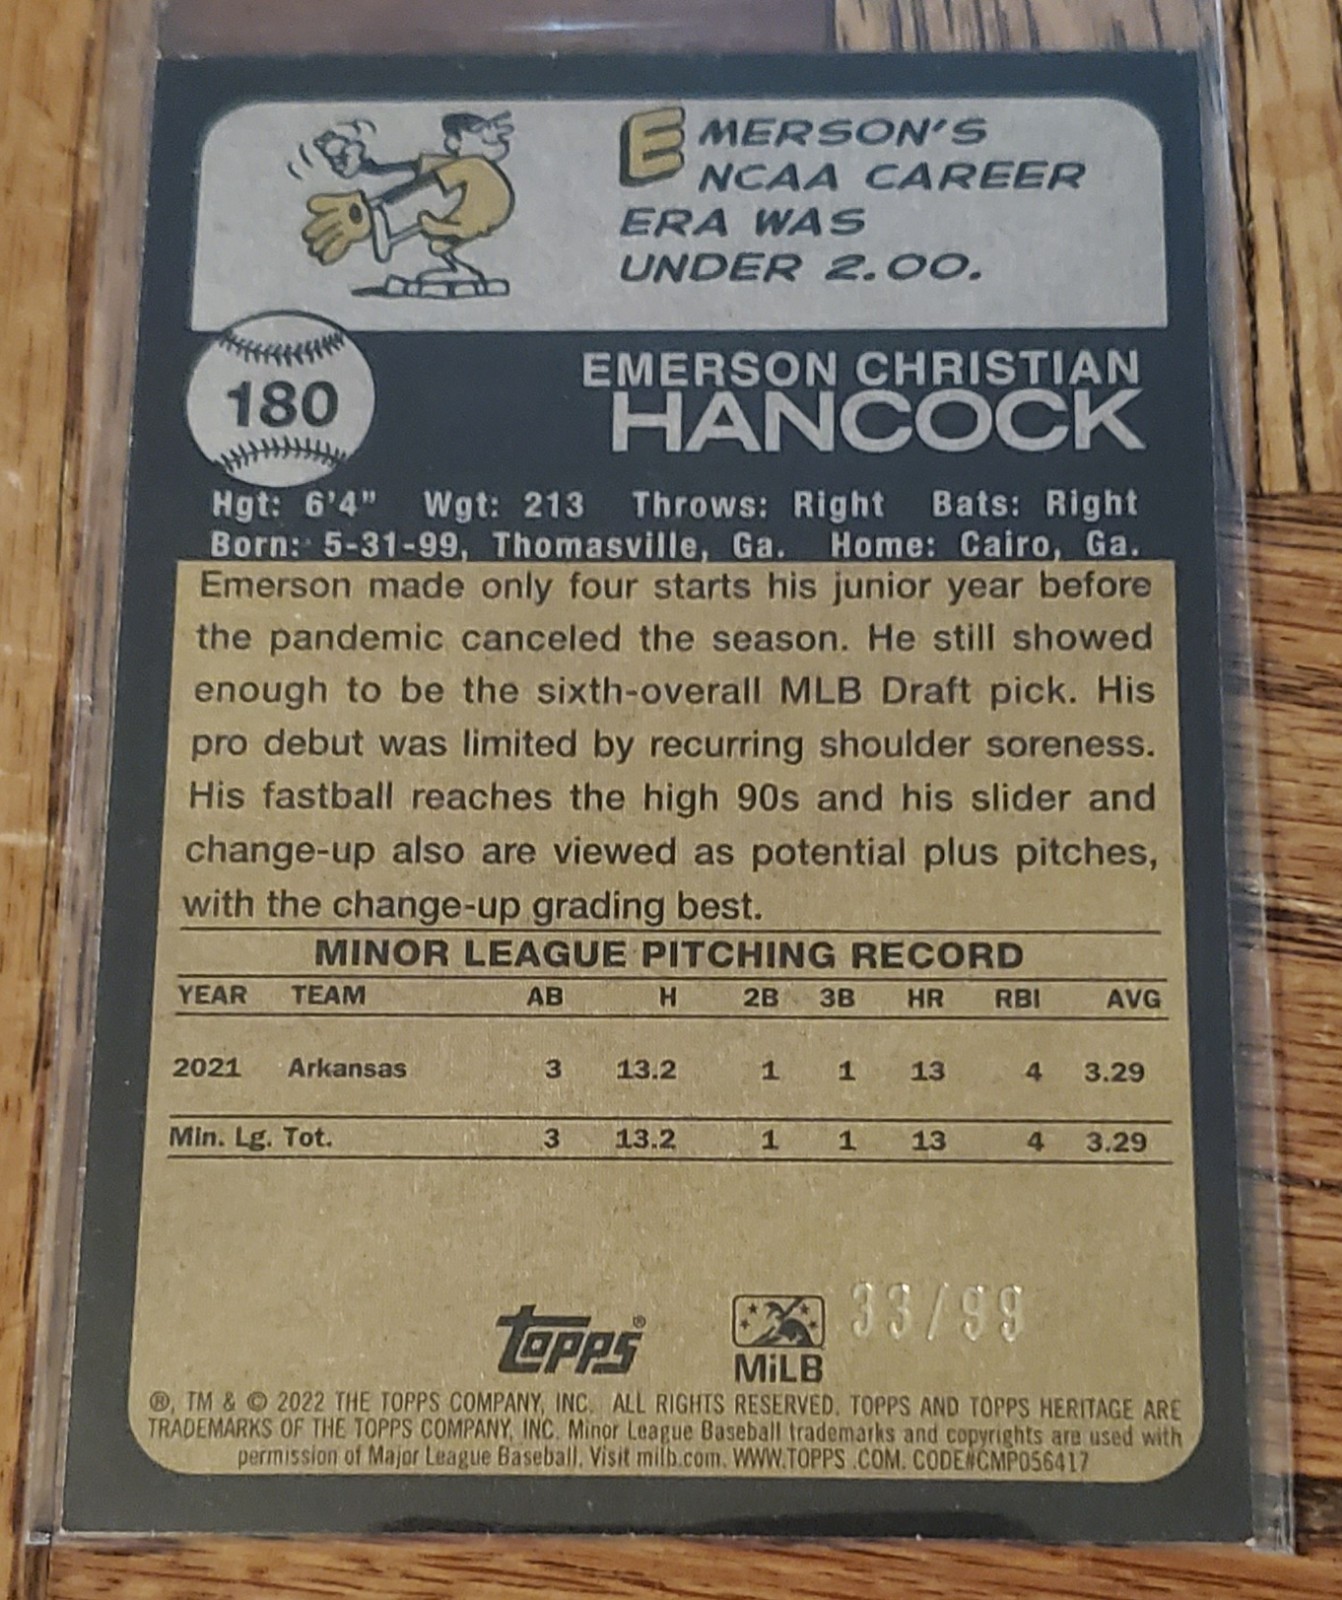 EMERSON'S
NCAA CAREER
ERA WAS
UNDER 2.00.
180
EMERSON CHRISTIAN
HANCOCK
Hgt: 6'4" Wgt: 213 Throws: Right Bats: Right
Born: 5-31-99, Thomasville, Ga. Home: Cairo, Ga.
Emerson made only four starts his junior year before
the pandemic canceled the season. He still showed
enough to be the sixth-overall MLB Draft pick. His
pro debut was limited by recurring shoulder soreness.
His fastball reaches the high 90s and his slider and
change-up also are viewed as potential plus pitches,
with the change-up grading best.
MINOR LEAGUE PITCHING RECORD
YEAR TEAM AB H 2B 3B HR RBI AVG
2021 Arkansas 3 13.2 1 1 13 4 3.29
Min. Lg. Tot. 3 13.2 1 1 13 4 3.29
topps®
MiLB
33/99
®, TM & © 2022 THE TOPPS COMPANY, INC. ALL RIGHTS RESERVED. TOPPS AND TOPPS HERITAGE ARE
TRADEMARKS OF THE TOPPS COMPANY, INC. Minor League Baseball trademarks and copyrights are used with
permission of Major League Baseball. Visit milb.com. WWW.TOPPS .COM. CODE#CMP056417